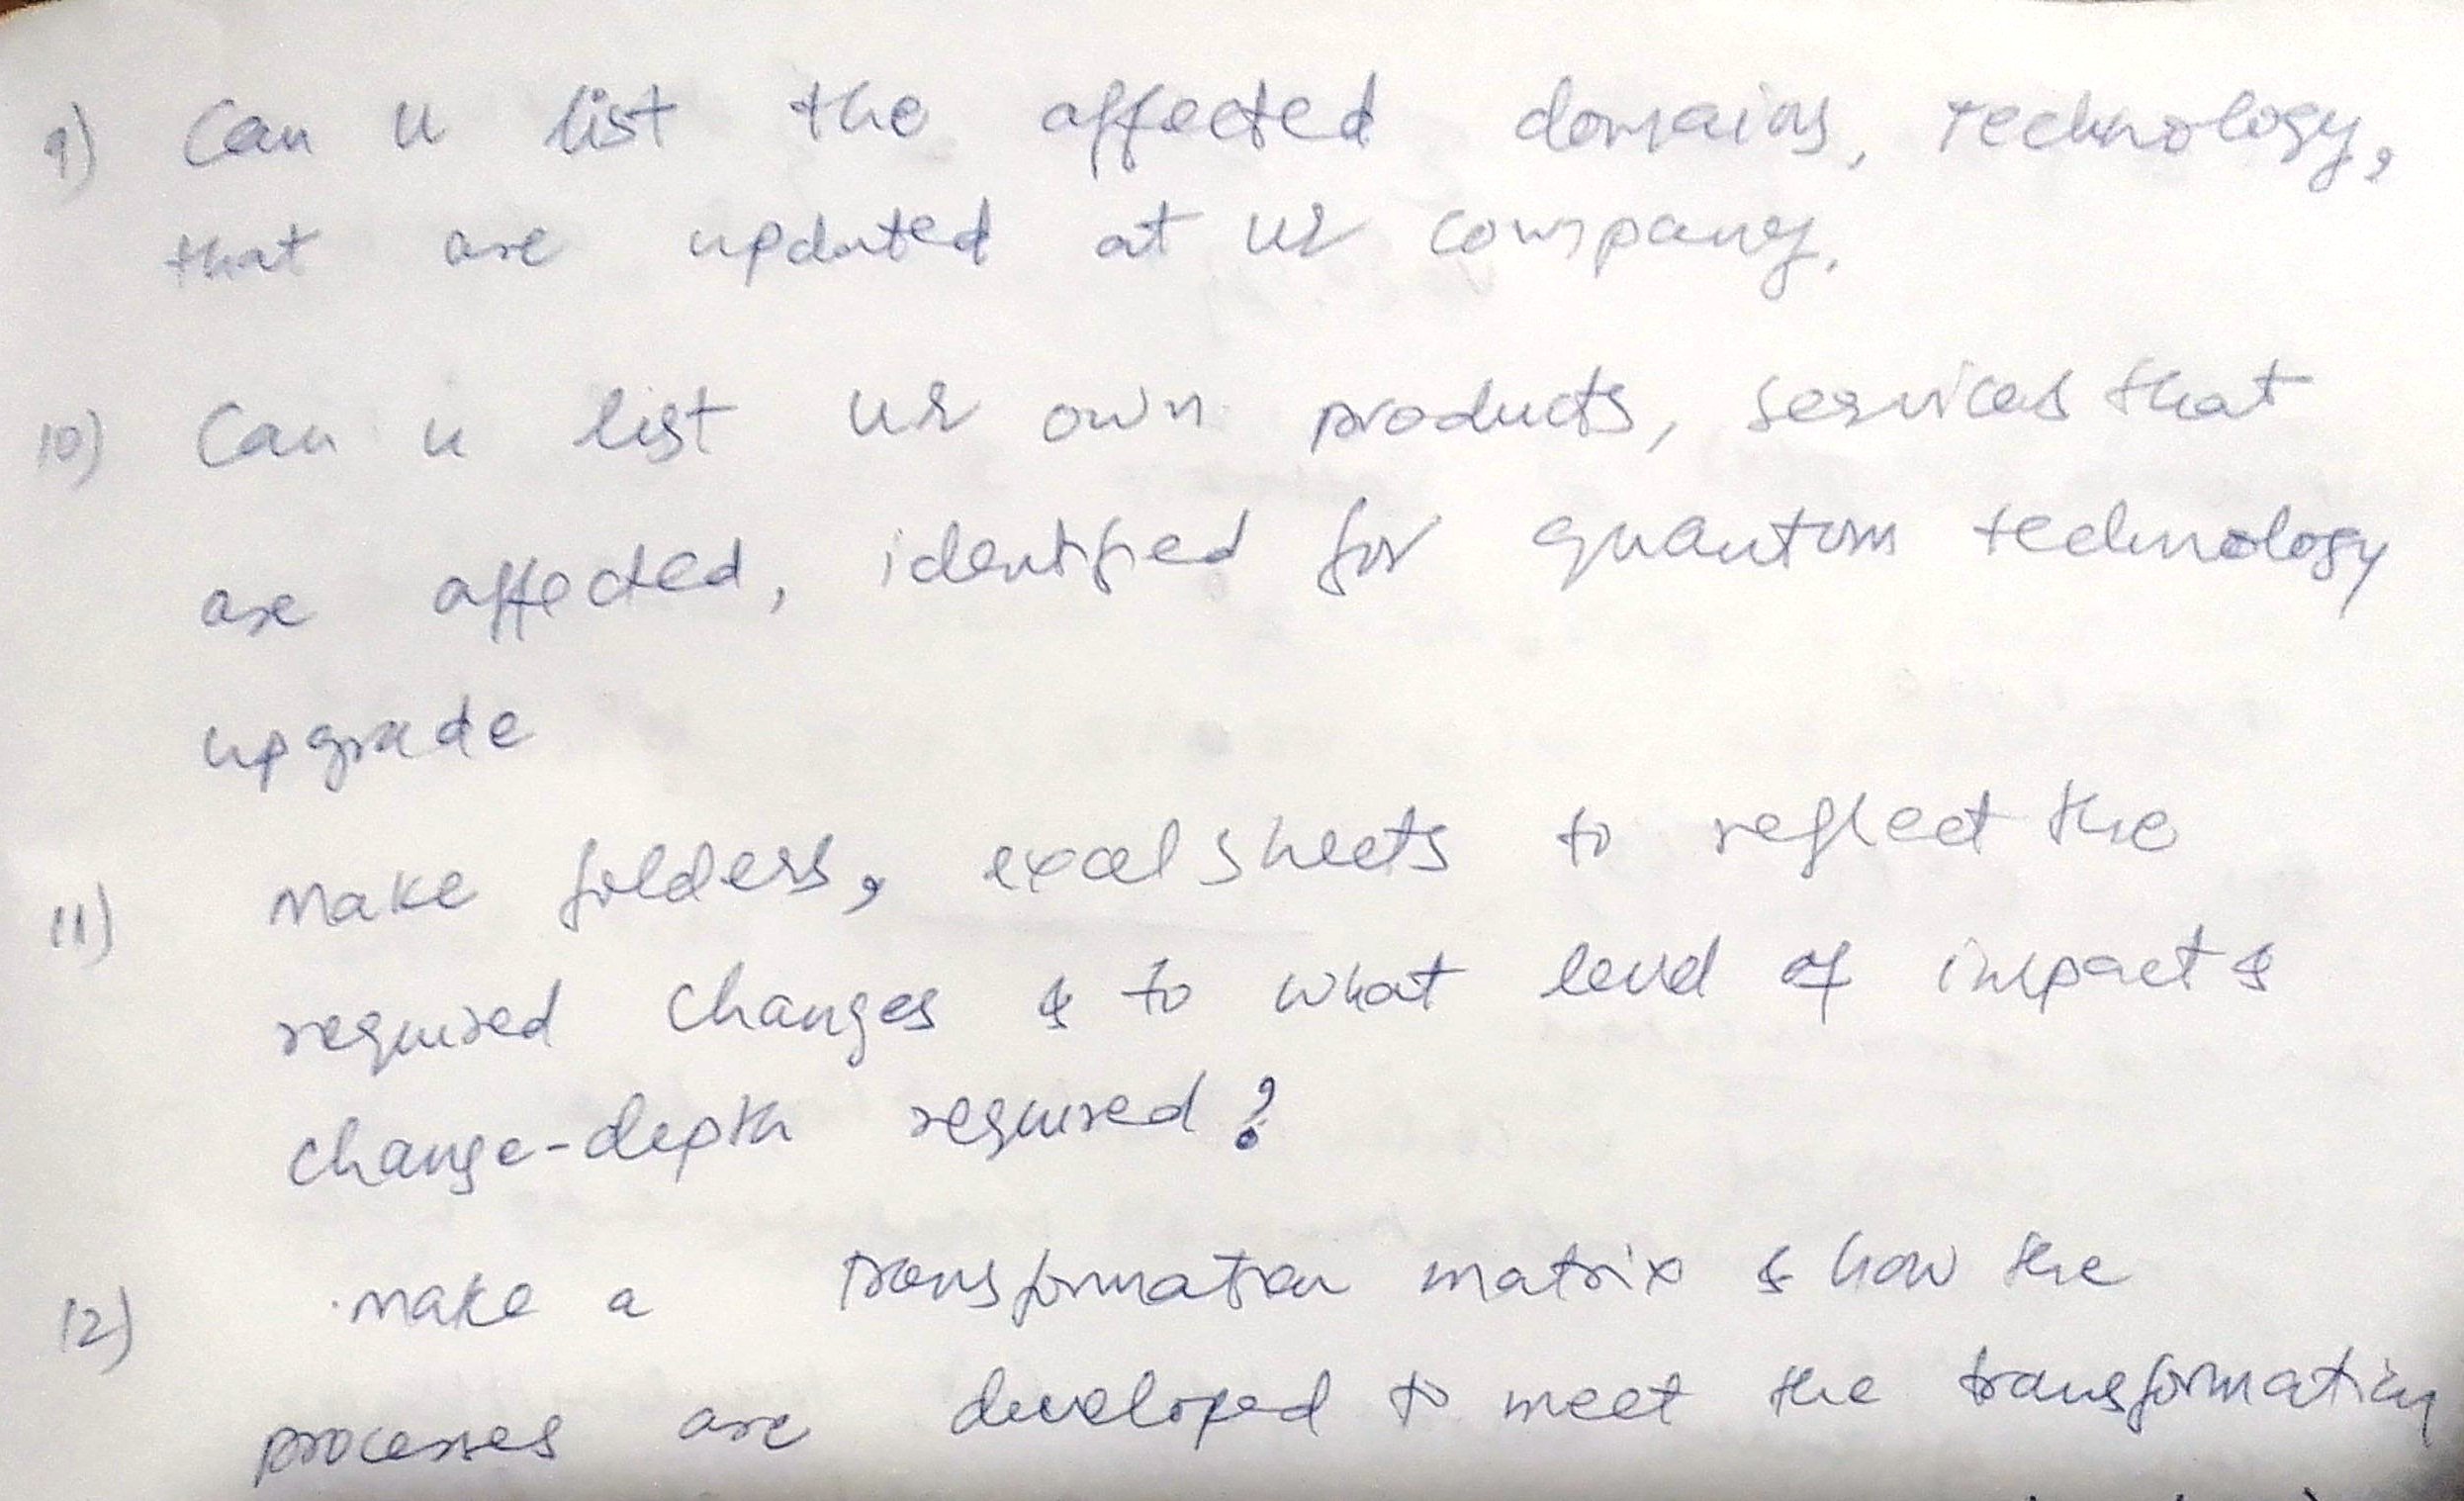 9) Can u list the affected domains, technology,
that are updated at ur company.
10) Can u list ur own products, services that
are affected, identified for quantum technology
upgrade
11) make folders, excel sheets to reflect the
required changes & to what level of impact &
change-depth required?
12) make a transformation matrix & how the
processes are developed to meet the transformation